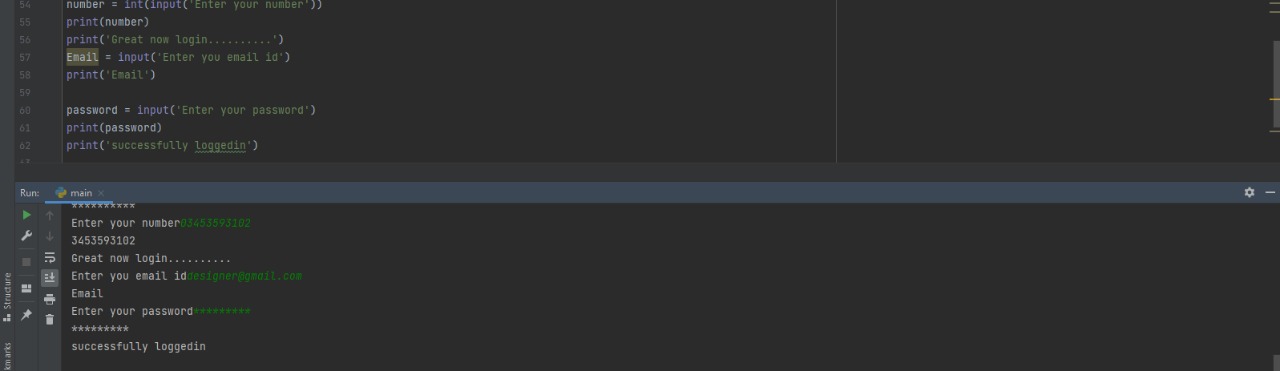 54 number = int(input('Enter your number'))
55 print(number)
56 print('Great now login..........')
57 Email = input('Enter you email id')
58 print('Email')
59
60 password = input('Enter your password')
61 print(password)
62 print('successfully loggedin')
63
Run: main
**********
Enter your number03453593102
3453593102
Great now login..........
Enter you email iddesigner@gmail.com
Email
Enter your password*********
*********
successfully loggedin
Structure